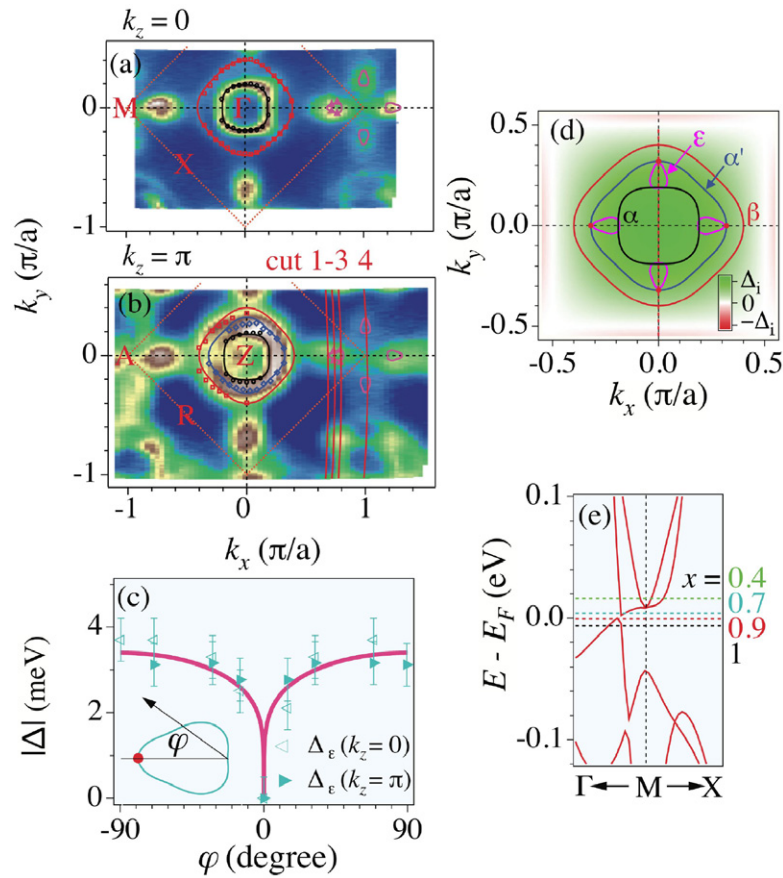 k_z = 0
(a)
0
M
Γ
X
-1
k_y (π/a)
k_z = π
cut 1-3 4
(b)
0
A
Z
R
-1
-1
0
1
k_x (π/a)
(c)
4
2
0
|Δ| (meV)
φ
Δ_ε (k_z = 0)
Δ_ε (k_z = π)
-90
0
90
φ (degree)
(d)
0.5
0.0
-0.5
k_y (π/a)
ε
α'
α
β
Δ_i
0
-Δ_i
-0.5
0.0
0.5
k_x (π/a)
(e)
0.1
0.0
-0.1
E - E_F (eV)
x =
0.4
0.7
0.9
1
Γ ← M → X